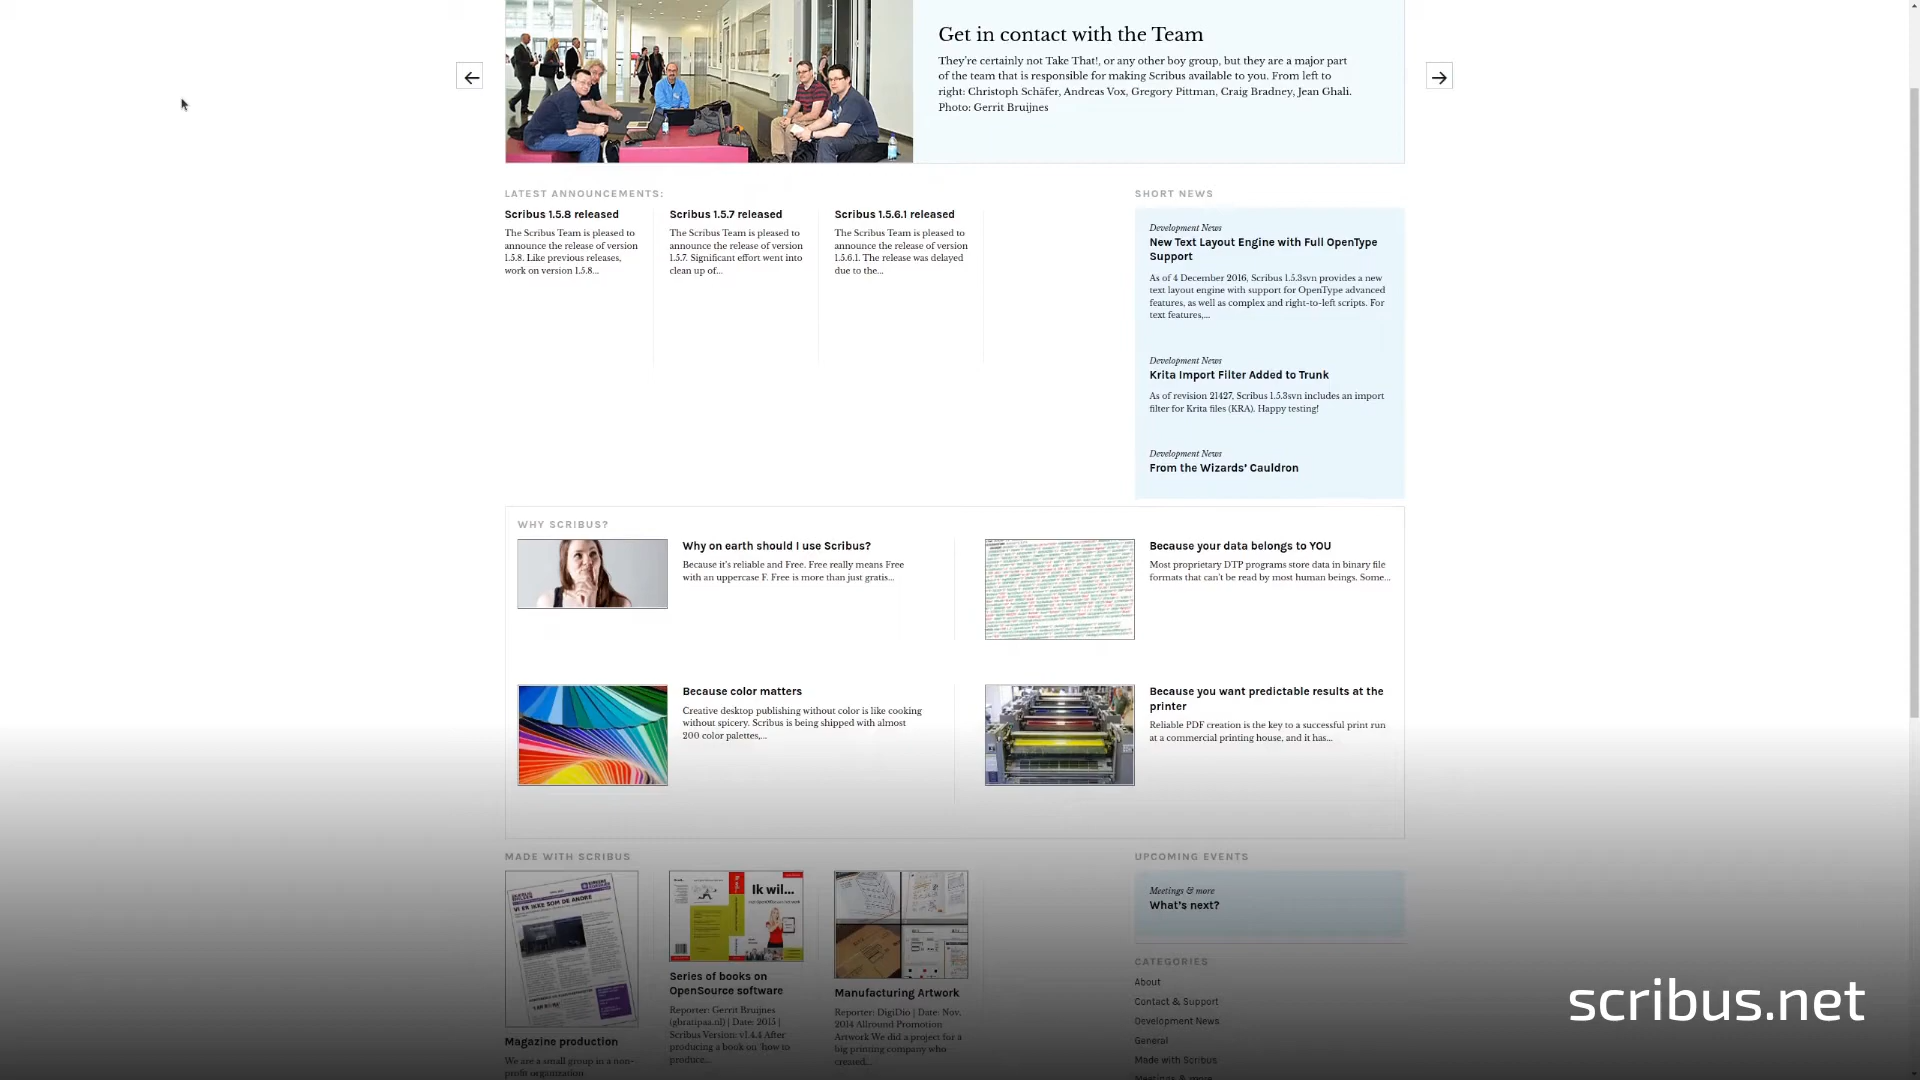 Get in contact with the Team
They're certainly not Take That!, or any other boy group, but they are a major part
of the team that is responsible for making Scribus available to you. From left to
right: Christoph Schäfer, Andreas Vox, Gregory Pittman, Craig Bradney, Jean Ghali.
Photo: Gerrit Bruijnes
LATEST ANNOUNCEMENTS:
Scribus 1.5.8 released
The Scribus Team is pleased to
announce the release of version
1.5.8. Like previous releases,
work on version 1.5.8...
Scribus 1.5.7 released
The Scribus Team is pleased to
announce the release of version
1.5.7. Significant effort went into
clean up of...
Scribus 1.5.6.1 released
The Scribus Team is pleased to
announce the release of version
1.5.6.1. The release was delayed
due to the...
SHORT NEWS
Development News
New Text Layout Engine with Full OpenType
Support
As of 4 December 2016, Scribus 1.5.3svn provides a new
text layout engine with support for OpenType advanced
features, as well as complex and right-to-left scripts. For
text features,...
Development News
Krita Import Filter Added to Trunk
As of revision 21427, Scribus 1.5.3svn includes an import
filter for Krita files (KRA). Happy testing!
Development News
From the Wizards' Cauldron
WHY SCRIBUS?
Why on earth should I use Scribus?
Because it's reliable and Free. Free really means Free
with an uppercase F. Free is more than just gratis...
Because your data belongs to YOU
Most proprietary DTP programs store data in binary file
formats that can't be read by most human beings. Some...
Because color matters
Creative desktop publishing without color is like cooking
without spicery. Scribus is being shipped with almost
200 color palettes,...
Because you want predictable results at the
printer
Reliable PDF creation is the key to a successful print run
at a commercial printing house, and it has...
MADE WITH SCRIBUS
VI ER IKKE SOM DE ANDRE
Magazine production
We are a small group in a non-
profit organization
Ik wil...
Series of books on
OpenSource software
Reporter: Gerrit Bruijnes
(gbratipaa.nl) | Date: 2015 |
Scribus Version: v1.4.4 After
producing a book on 'how to
produce...
Manufacturing Artwork
Reporter: DigiDio | Date: Nov,
2014 Allround Promotion
Artwork We did a project for a
big printing company who
created...
UPCOMING EVENTS
Meetings & more
What's next?
CATEGORIES
About
Contact & Support
Development News
General
Made with Scribus
Meetings & more
scribus.net